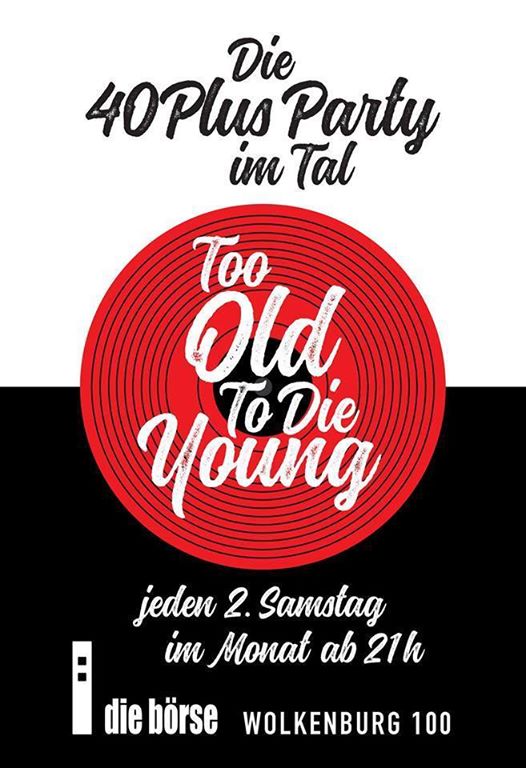 Die
40Plus Party
im Tal
Too
Old
To Die
Young
jeden 2. Samstag
im Monat ab 21h
die börse WOLKENBURG 100